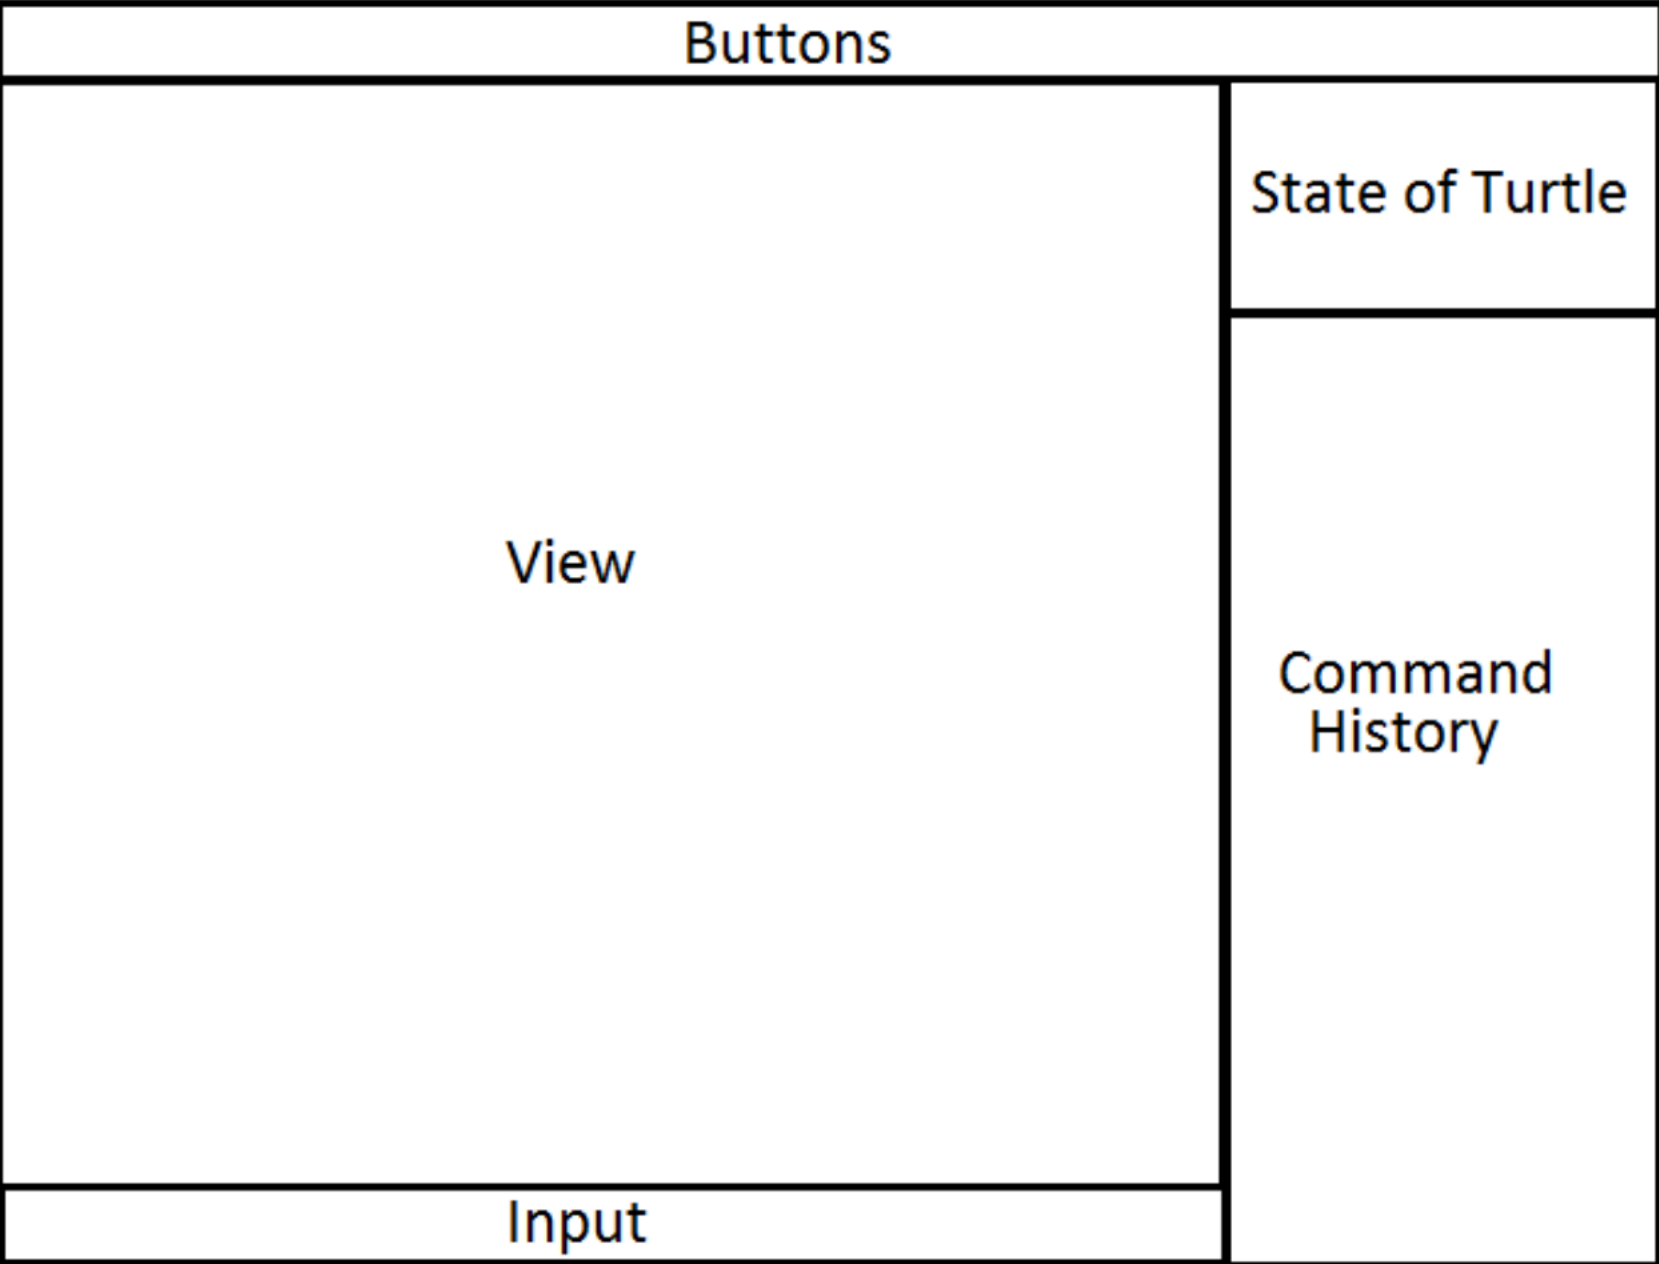 Buttons
View
State of Turtle
Command
History
Input